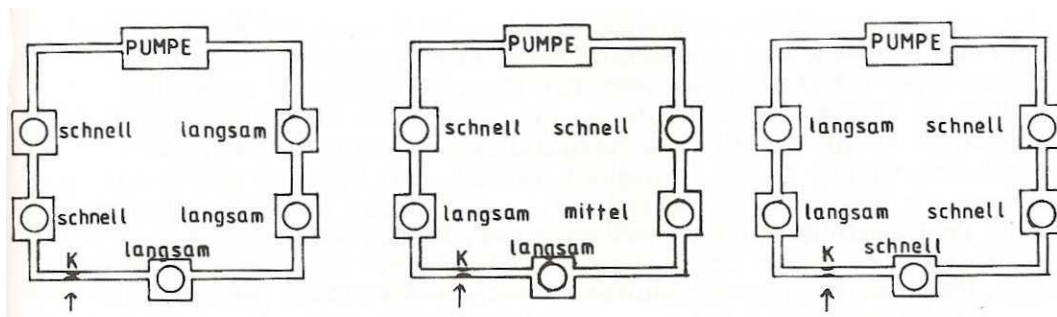 PUMPE
schnell langsam
schnell langsam
langsam
K
PUMPE
schnell schnell
langsam mittel
langsam
K
PUMPE
langsam schnell
langsam schnell
schnell
K